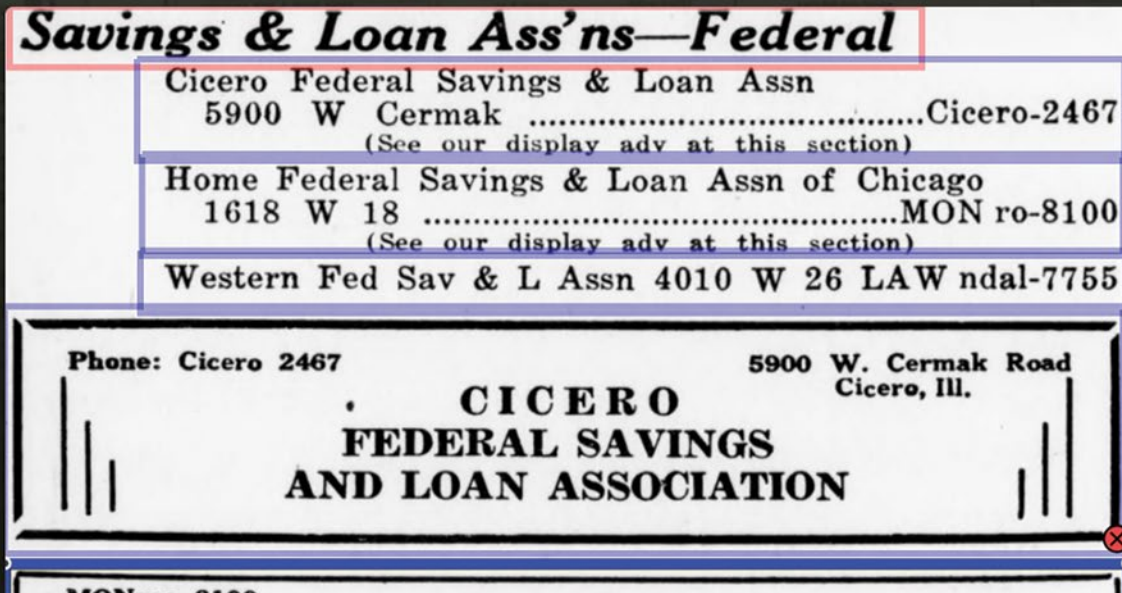 Savings & Loan Ass'ns—Federal
Cicero Federal Savings & Loan Assn
5900 W Cermak ........................................Cicero-2467
(See our display adv at this section)
Home Federal Savings & Loan Assn of Chicago
1618 W 18 ................................................MON ro-8100
(See our display adv at this section)
Western Fed Sav & L Assn 4010 W 26 LAW ndal-7755
Phone: Cicero 2467
5900 W. Cermak Road
Cicero, Ill.
CICERO
FEDERAL SAVINGS
AND LOAN ASSOCIATION